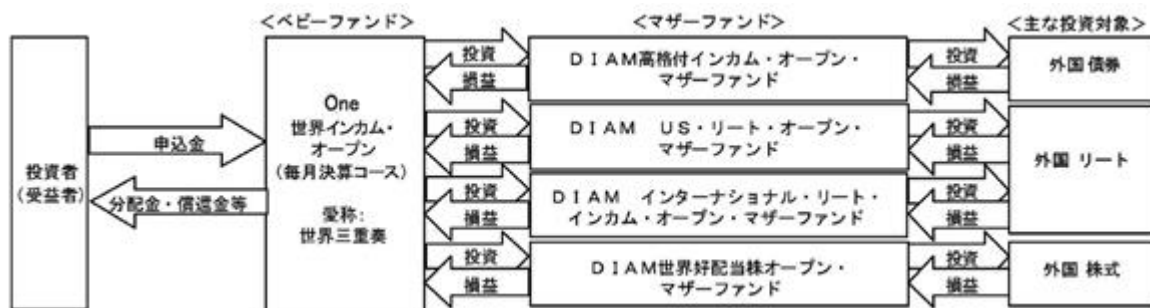 ＜ベビーファンド＞
＜マザーファンド＞
＜主な投資対象＞
投資者
（受益者）
申込金
分配金・償還金等
One
世界インカム・
オープン
（毎月決算コース）
愛称：
世界三重奏
投資
損益
ＤＩＡＭ高格付インカム・オープン・
マザーファンド
投資
損益
外国債券
投資
損益
ＤＩＡＭ　ＵＳ・リート・オープン・
マザーファンド
投資
損益
外国 リート
投資
損益
ＤＩＡＭ　インターナショナル・リート・
インカム・オープン・マザーファンド
投資
損益
投資
損益
ＤＩＡＭ世界好配当株オープン・
マザーファンド
投資
損益
外国 株式